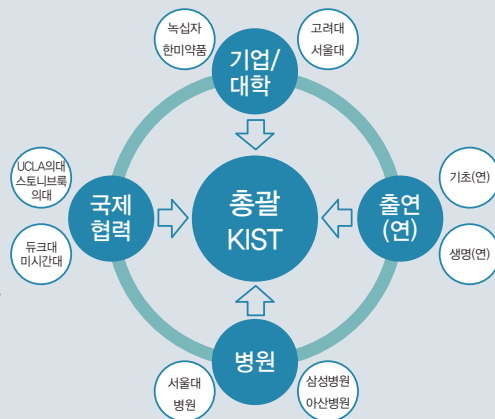 녹십자
한미약품
고려대
서울대
기업/
대학
UCLA의대
스토니브룩
의대
듀크대
미시간대
국제
협력
총괄
KIST
출연
(연)
기초(연)
생명(연)
병원
서울대
병원
삼성병원
아산병원